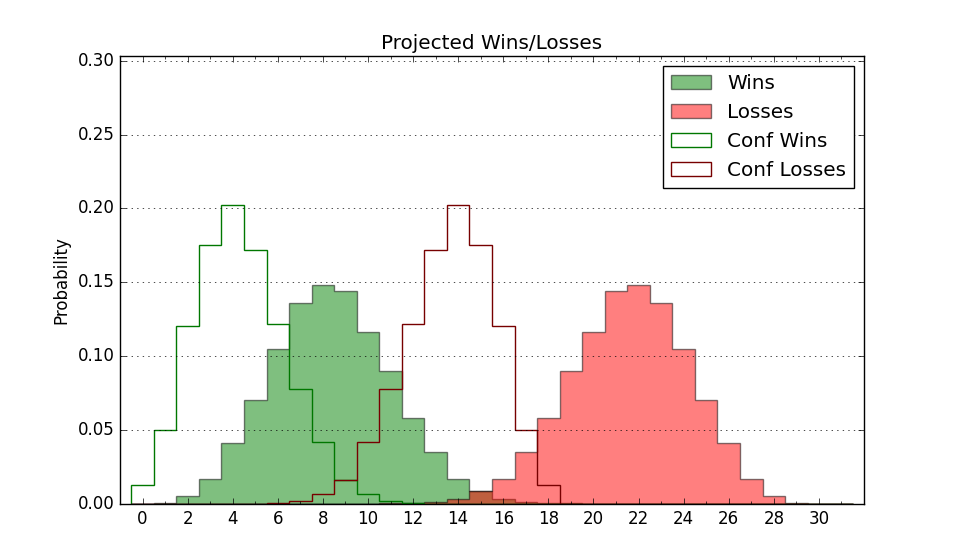 Projected Wins/Losses
0.30
0.25
0.20
0.15
0.10
0.05
0.00
Probability
Wins
Losses
Conf Wins
Conf Losses
0 2 4 6 8 10 12 14 16 18 20 22 24 26 28 30